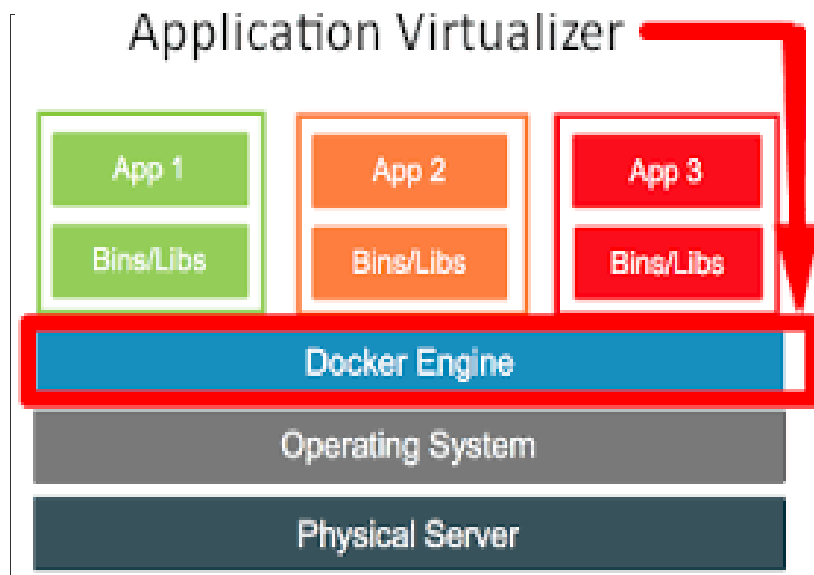 Application Virtualizer
App 1 App 2 App 3
Bins/Libs Bins/Libs Bins/Libs
Docker Engine
Operating System
Physical Server